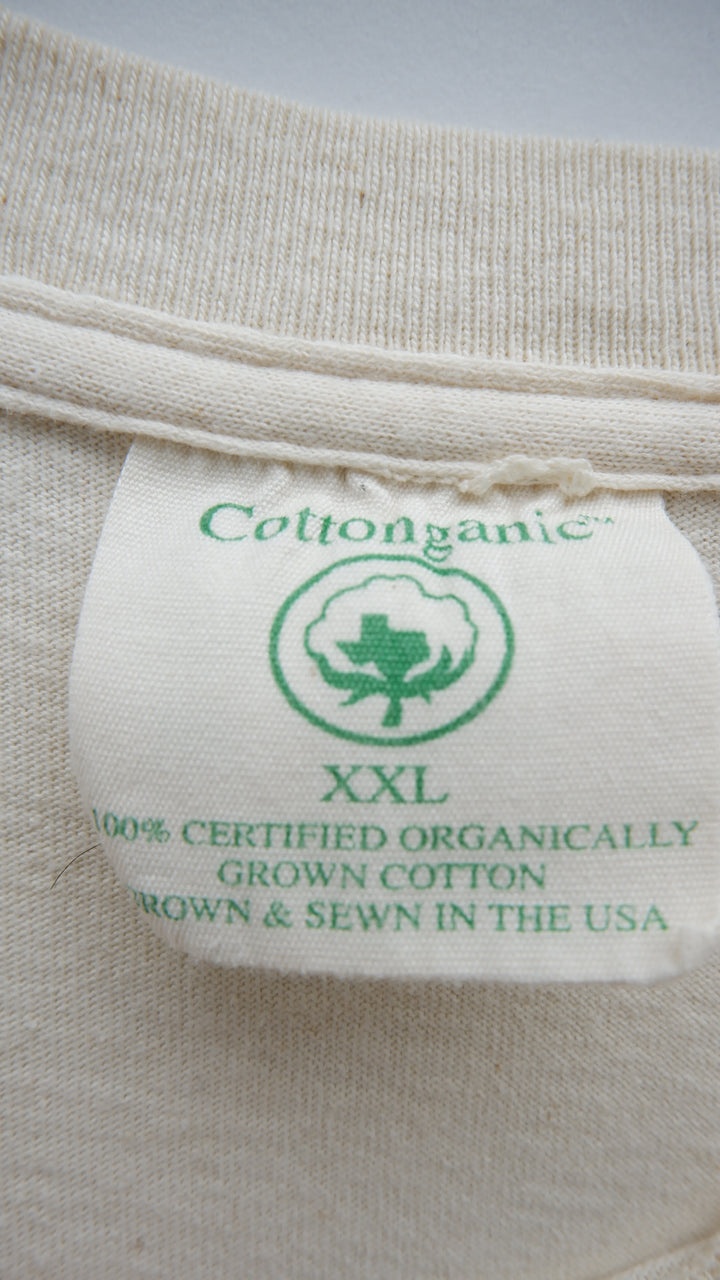 Cottonganic™
XXL
100% CERTIFIED ORGANICALLY
GROWN COTTON
GROWN & SEWN IN THE USA